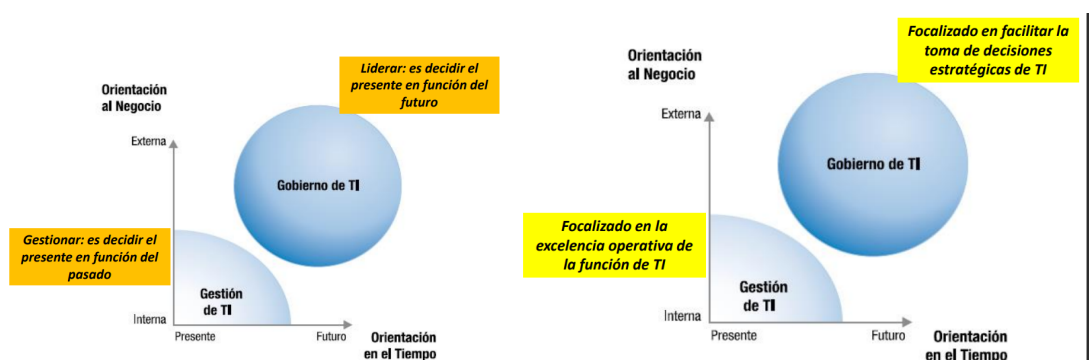 Liderar: es decidir el
presente en función del
futuro
Orientación
al Negocio
Externa
Gobierno de TI
Gestionar: es decidir el
presente en función del
pasado
Gestión
de TI
Interna
Presente
Futuro
Orientación
en el Tiempo
Focalizado en facilitar la
toma de decisiones
estratégicas de TI
Orientación
al Negocio
Externa
Gobierno de TI
Focalizado en la
excelencia operativa de
la función de TI
Gestión
de TI
Interna
Presente
Futuro
Orientación
en el Tiempo